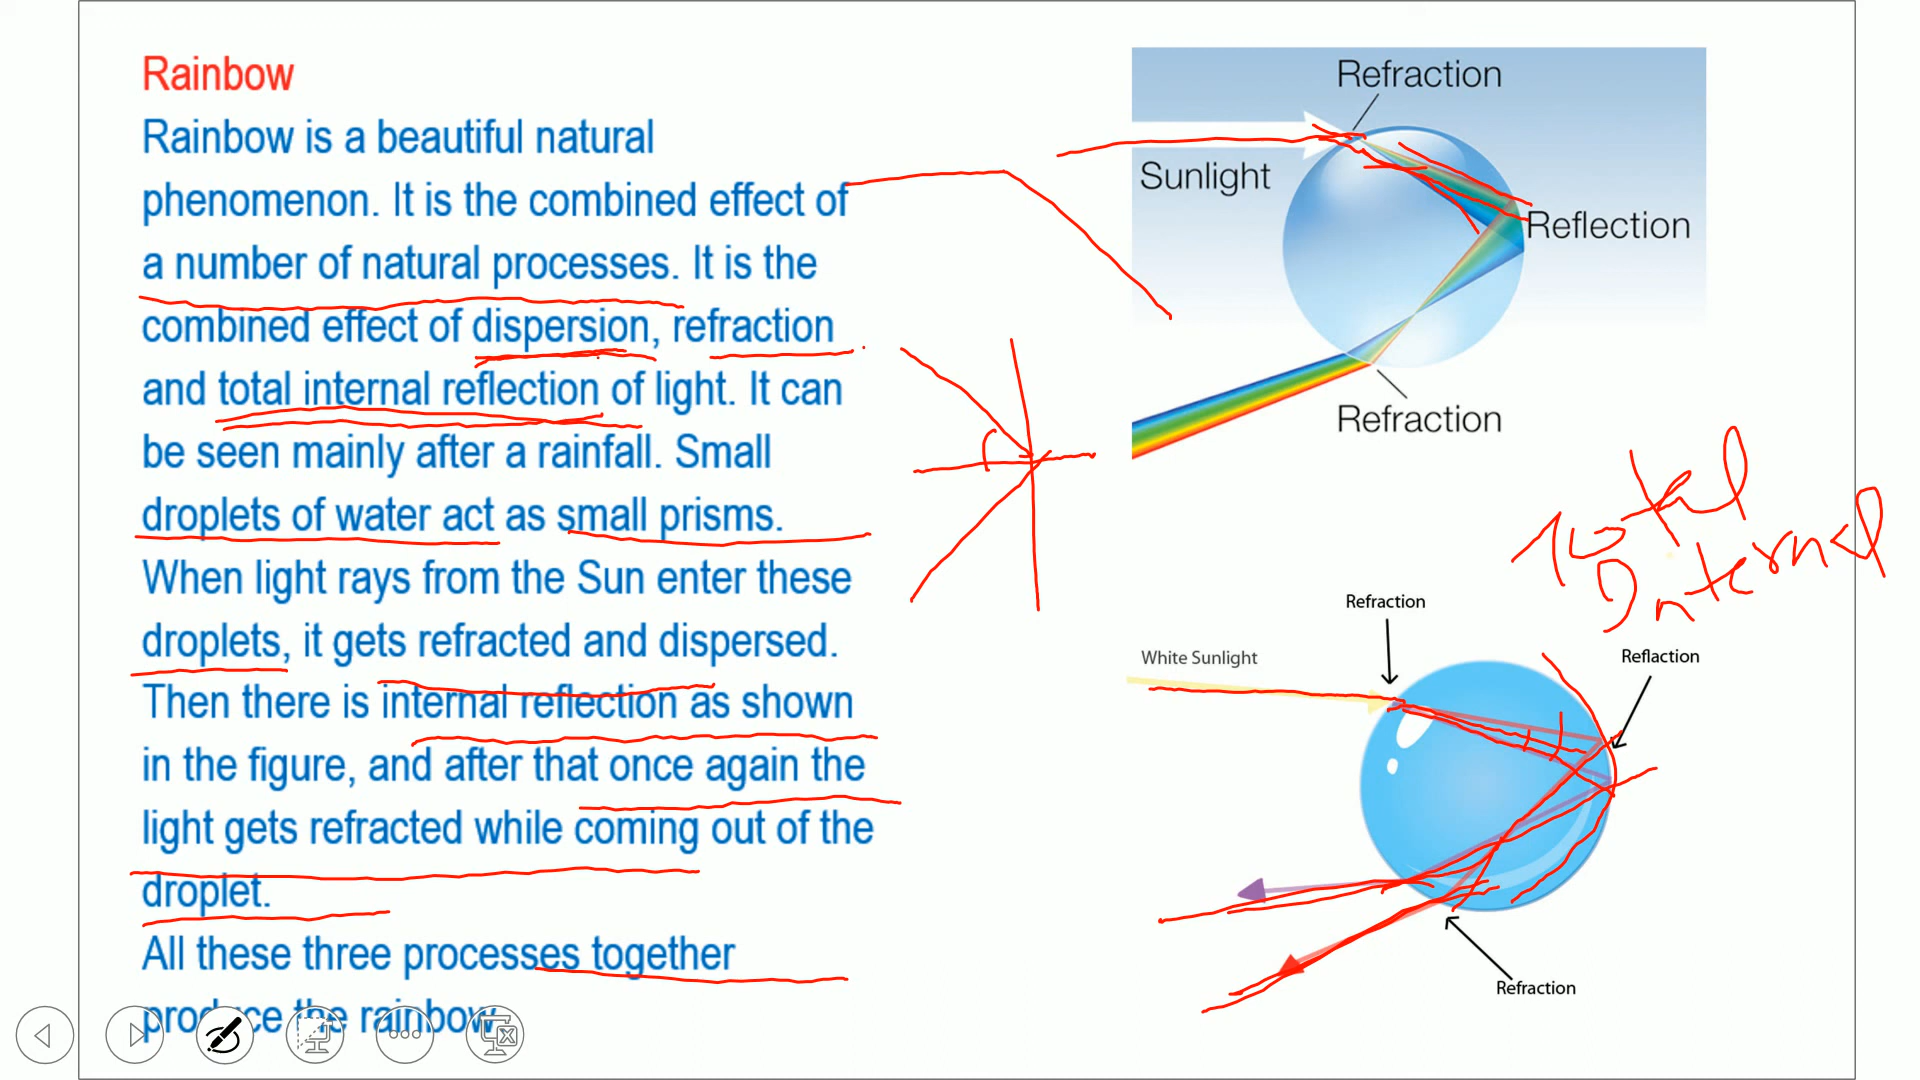 Rainbow
Rainbow is a beautiful natural
phenomenon. It is the combined effect of
a number of natural processes. It is the
combined effect of dispersion, refraction
and total internal reflection of light. It can
be seen mainly after a rainfall. Small
droplets of water act as small prisms.
When light rays from the Sun enter these
droplets, it gets refracted and dispersed.
Then there is internal reflection as shown
in the figure, and after that once again the
light gets refracted while coming out of the
droplet.
All these three processes together
produce the rainbow
Refraction
Sunlight
Reflection
Refraction
Total
Internal
Refraction
White Sunlight
Reflaction
Refraction